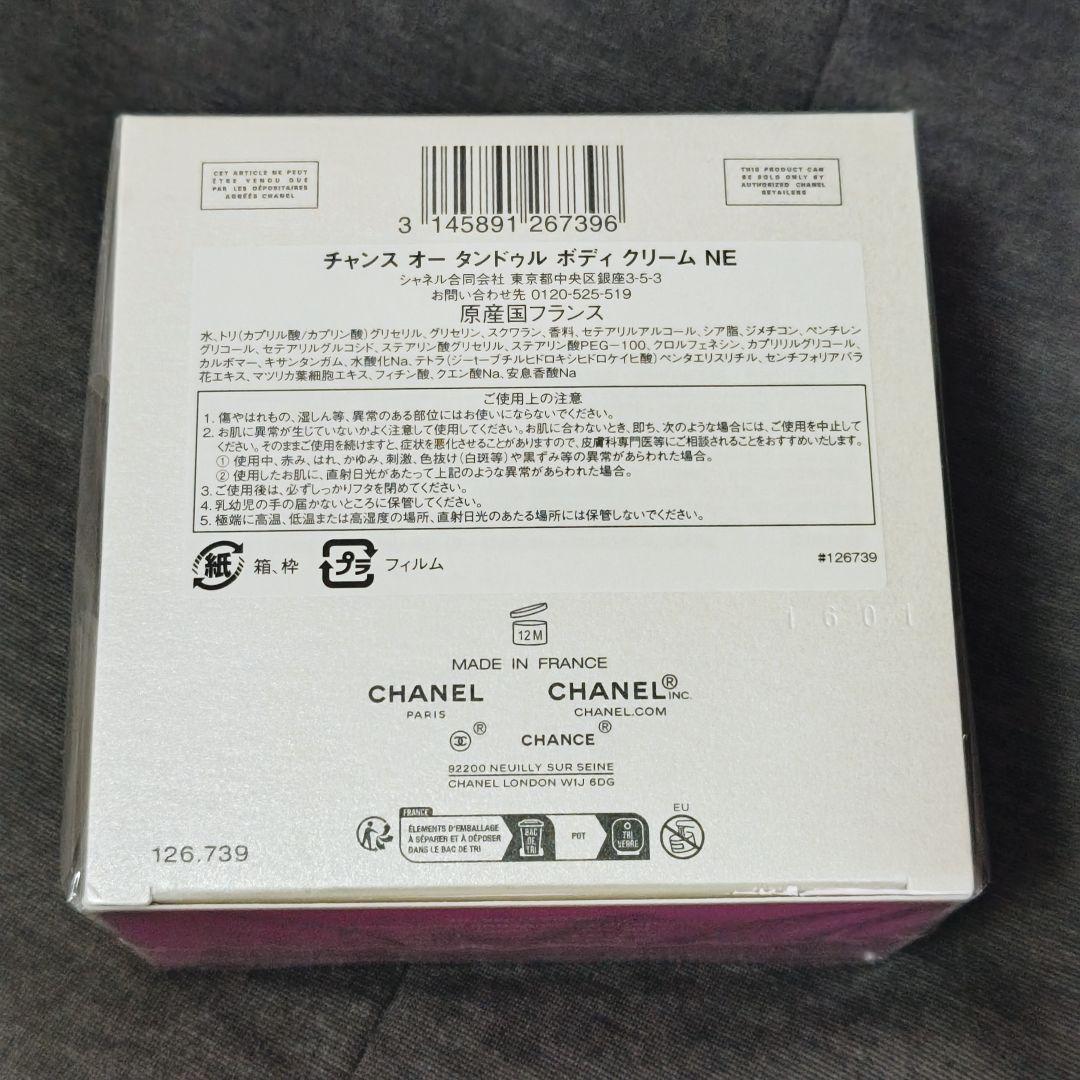 CET ARTICLE NE PEUT
ÊTRE VENDU QUE
PAR LES DÉPOSITAIRES
AGRÉÉS CHANEL
THIS PRODUCT CAN
BE SOLD ONLY BY
AUTHORIZED CHANEL
RETAILERS
3 145891 267396
チャンス オー タンドゥル ボディ クリーム NE
シャネル合同会社 東京都中央区銀座3-5-3
お問い合わせ先 0120-525-519
原産国フランス
水、トリ(カプリル酸/カプリン酸)グリセリル、グリセリン、スクワラン、香料、セテアリルアルコール、シア脂、ジメチコン、ペンチレン
グリコール、セテアリルグルコシド、ステアリン酸グリセリル、ステアリン酸PEG-100、クロルフェネシン、カプリリルグリコール、
カルボマー、キサンタンガム、水酸化Na、テトラ(ジ-t-ブチルヒドロキシヒドロケイヒ酸)ペンタエリスリチル、センチフォリアバラ
花エキス、マツリカ葉細胞エキス、フィチン酸、クエン酸Na、安息香酸Na
ご使用上の注意
1. 傷やはれもの、湿しん等、異常のある部位にはお使いにならないでください。
2. お肌に異常が生じていないかよく注意して使用してください。お肌に合わないとき、即ち、次のような場合には、ご使用を中止して
ください。そのままご使用を続けますと、症状を悪化させることがありますので、皮膚科専門医等にご相談されることをおすすめいたします。
① 使用中、赤み、はれ、かゆみ、刺激、色抜け(白斑等)や黒ずみ等の異常があらわれた場合。
② 使用したお肌に、直射日光があたって上記のような異常があらわれた場合。
3. ご使用後は、必ずしっかりフタを閉めてください。
4. 乳幼児の手の届かないところに保管してください。
5. 極端に高温、低温または高湿度の場所、直射日光のあたる場所には保管しないでください。
紙 箱、枠 プラ フィルム
#126739
1601
12M
MADE IN FRANCE
CHANEL
PARIS
CHANEL® INC.
CHANEL.COM
®
CHANCE®
92200 NEUILLY SUR SEINE
CHANEL LONDON W1J 6DG
FRANCE
ÉLÉMENTS D'EMBALLAGE
À SÉPARER ET À DÉPOSER
DANS LE BAC DE TRI
BAC
DE
TRI
POT
TRI
VERRE
EU
126.739